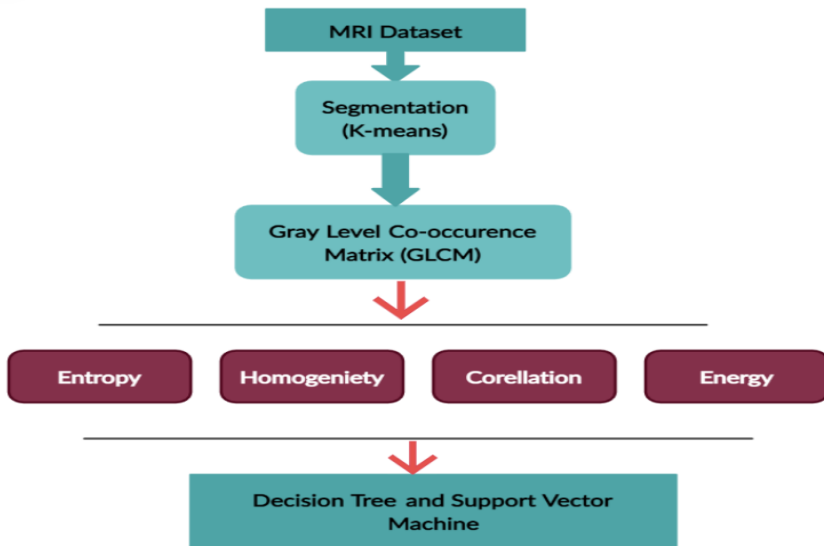 MRI Dataset
Segmentation
(K-means)
Gray Level Co-occurence
Matrix (GLCM)
Entropy
Homogeniety
Corellation
Energy
Decision Tree and Support Vector
Machine